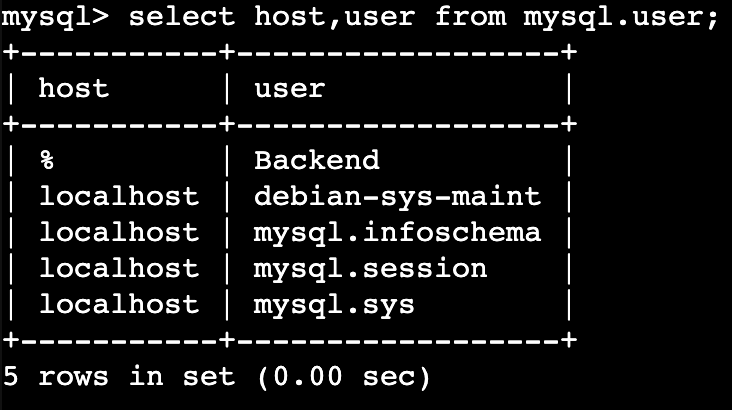 mysql> select host,user from mysql.user;
+-----------+------------------+
| host      | user             |
+-----------+------------------+
| %         | Backend          |
| localhost | debian-sys-maint |
| localhost | mysql.infoschema |
| localhost | mysql.session    |
| localhost | mysql.sys        |
+-----------+------------------+
5 rows in set (0.00 sec)